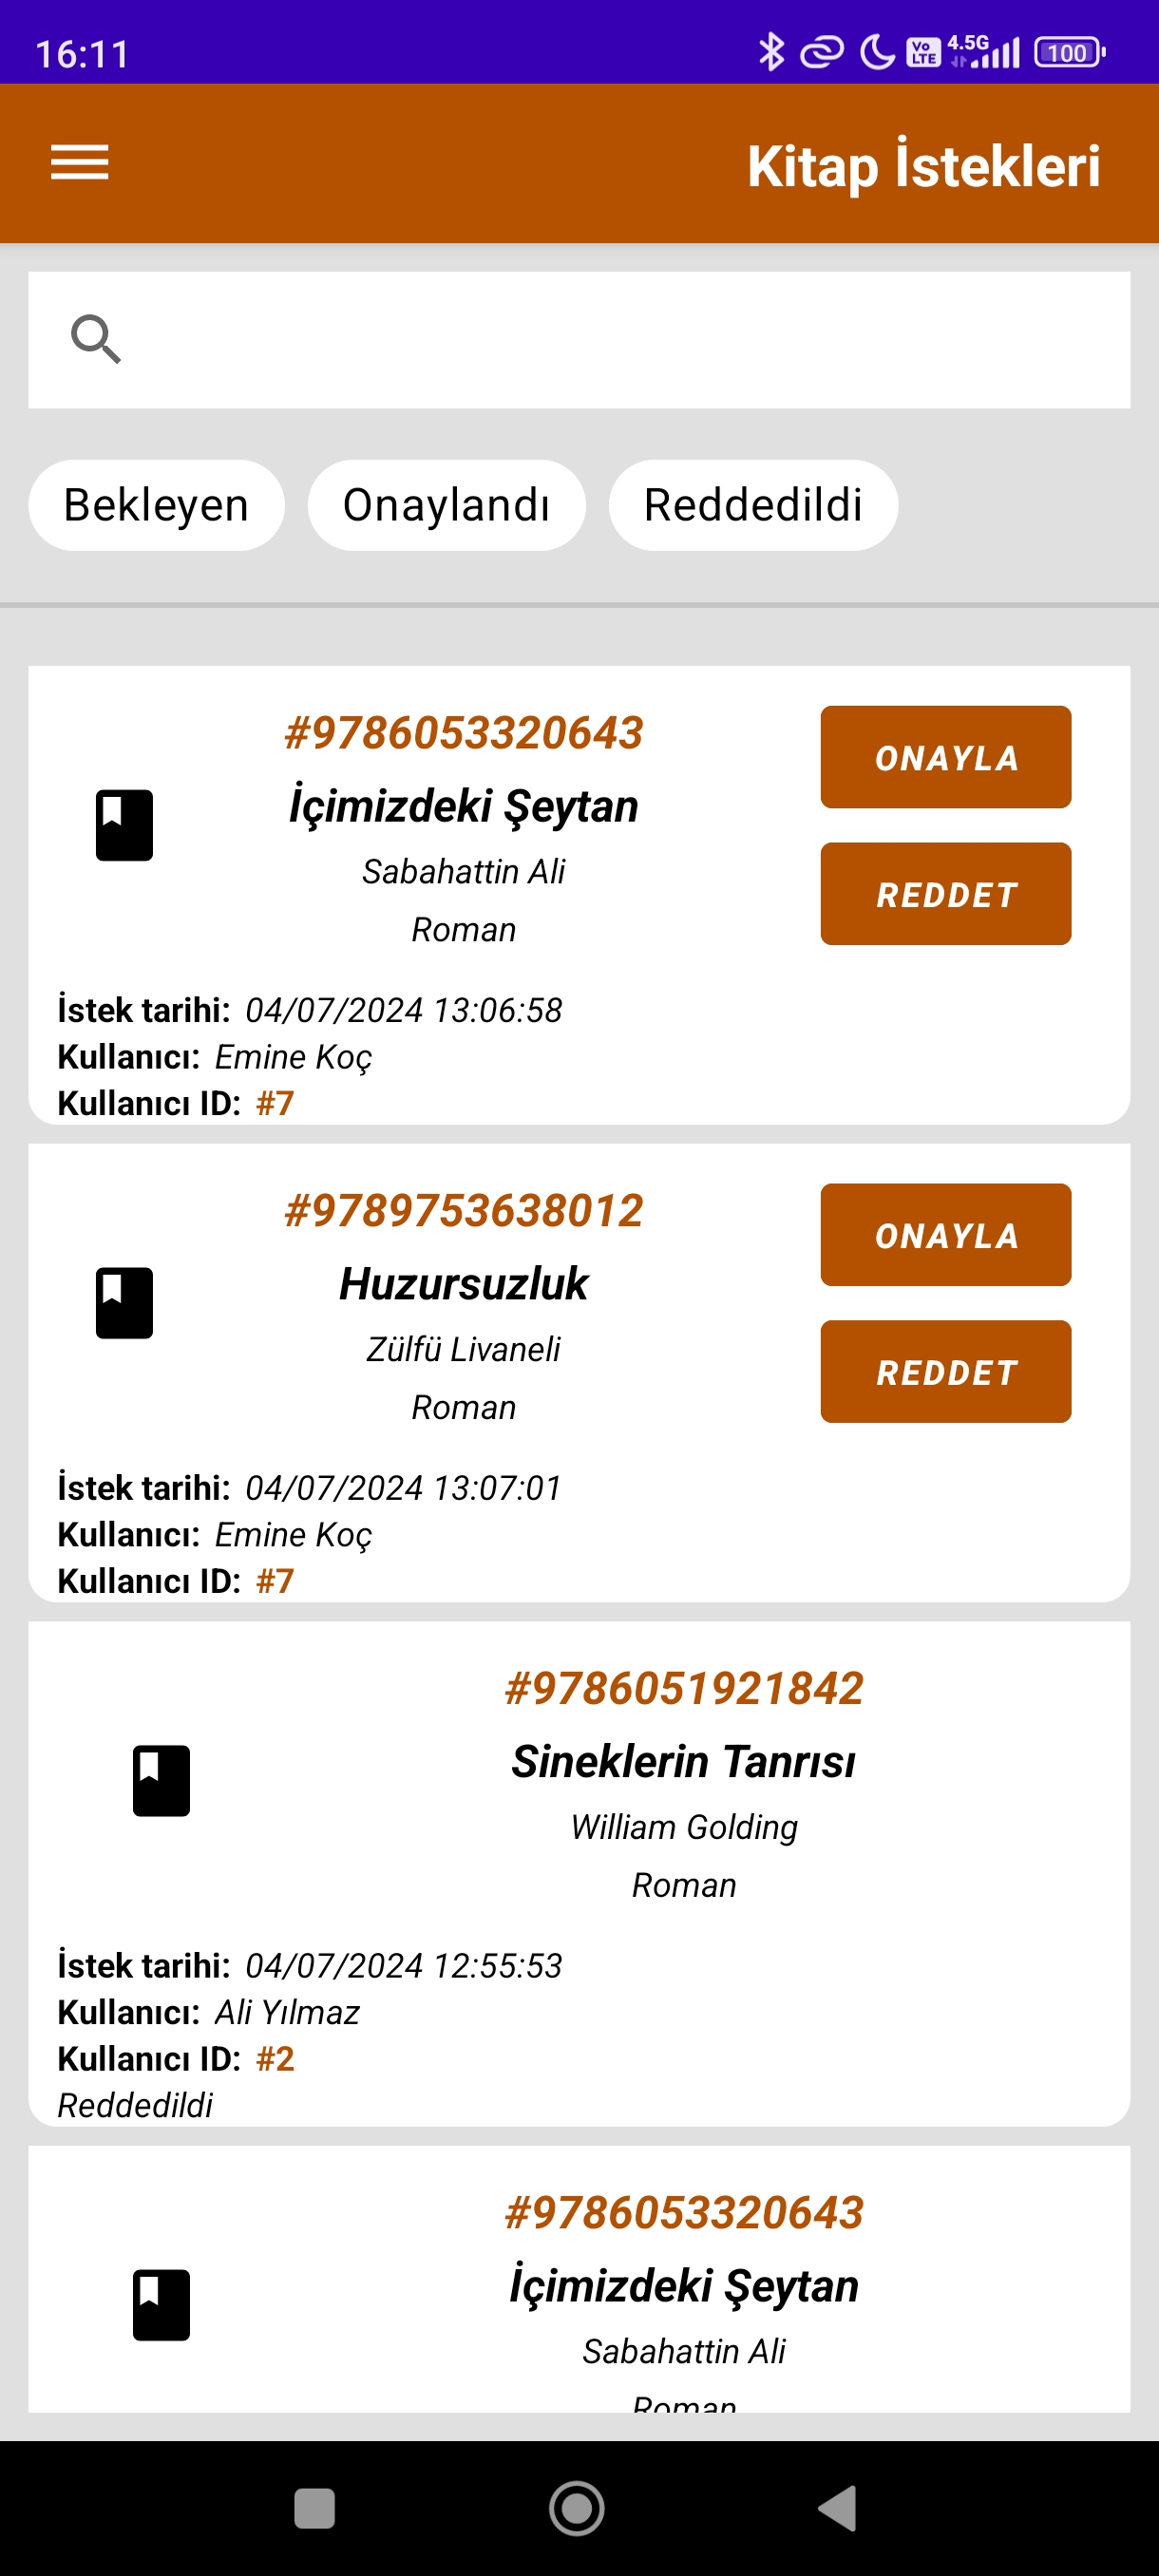 16:11
Vo LTE 4.5G 100
Kitap İstekleri
Bekleyen Onaylandı Reddedildi
#9786053320643
İçimizdeki Şeytan
Sabahattin Ali
Roman
ONAYLA
REDDET
İstek tarihi: 04/07/2024 13:06:58
Kullanıcı: Emine Koç
Kullanıcı ID: #7
#9789753638012
Huzursuzluk
Zülfü Livaneli
Roman
ONAYLA
REDDET
İstek tarihi: 04/07/2024 13:07:01
Kullanıcı: Emine Koç
Kullanıcı ID: #7
#9786051921842
Sineklerin Tanrısı
William Golding
Roman
İstek tarihi: 04/07/2024 12:55:53
Kullanıcı: Ali Yılmaz
Kullanıcı ID: #2
Reddedildi
#9786053320643
İçimizdeki Şeytan
Sabahattin Ali
Roman